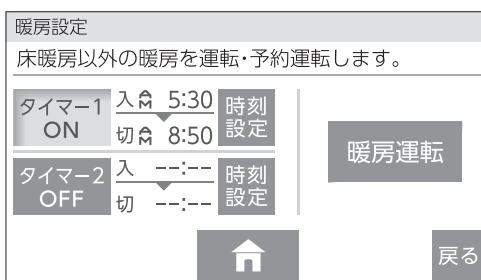 暖房設定
床暖房以外の暖房を運転･予約運転します。
タイマー1
ON
入 AM 5:30
切 AM 8:50
時刻
設定
タイマー2
OFF
入 --:--
切 --:--
時刻
設定
暖房運転
戻る